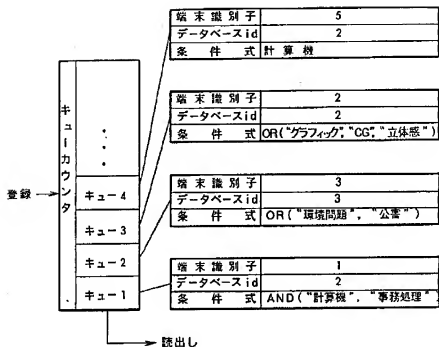 端末識別子 5
データベースid 2
条件式 計算機
端末識別子 2
データベースid 2
条件式 OR("グラフィック","CG","立体感")
端末識別子 3
データベースid 3
条件式 OR("環境問題", "公害")
端末識別子 1
データベースid 2
条件式 AND("計算機", "事務処理")
キューカウンタ
登録
キュー4
キュー3
キュー2
キュー1
読出し